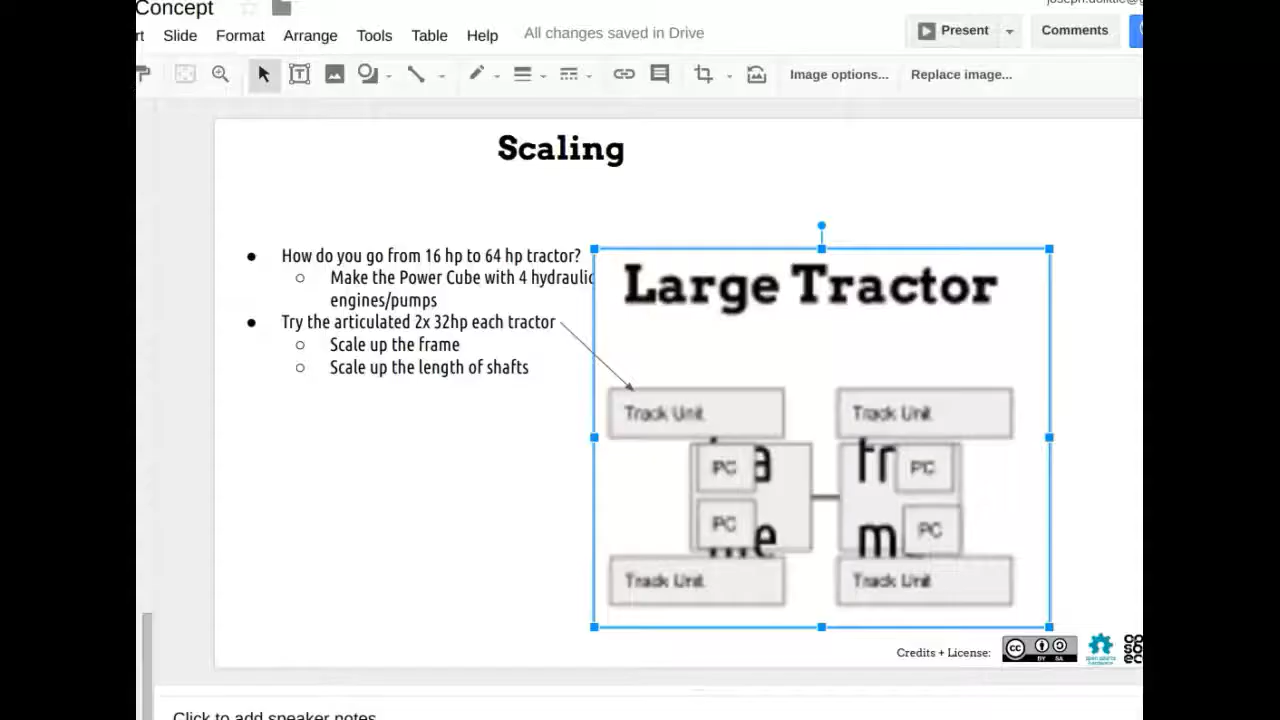 Concept
Slide Format Arrange Tools Table Help All changes saved in Drive
Present Comments
Image options... Replace image...
Scaling
● How do you go from 16 hp to 64 hp tractor?
○ Make the Power Cube with 4 hydraulic
engines/pumps
● Try the articulated 2x 32hp each tractor
○ Scale up the frame
○ Scale up the length of shafts
Large Tractor
Track Unit Track Unit
PC PC
PC PC
Track Unit Track Unit
Credits + License:
CC BY SA
Click to add speaker notes